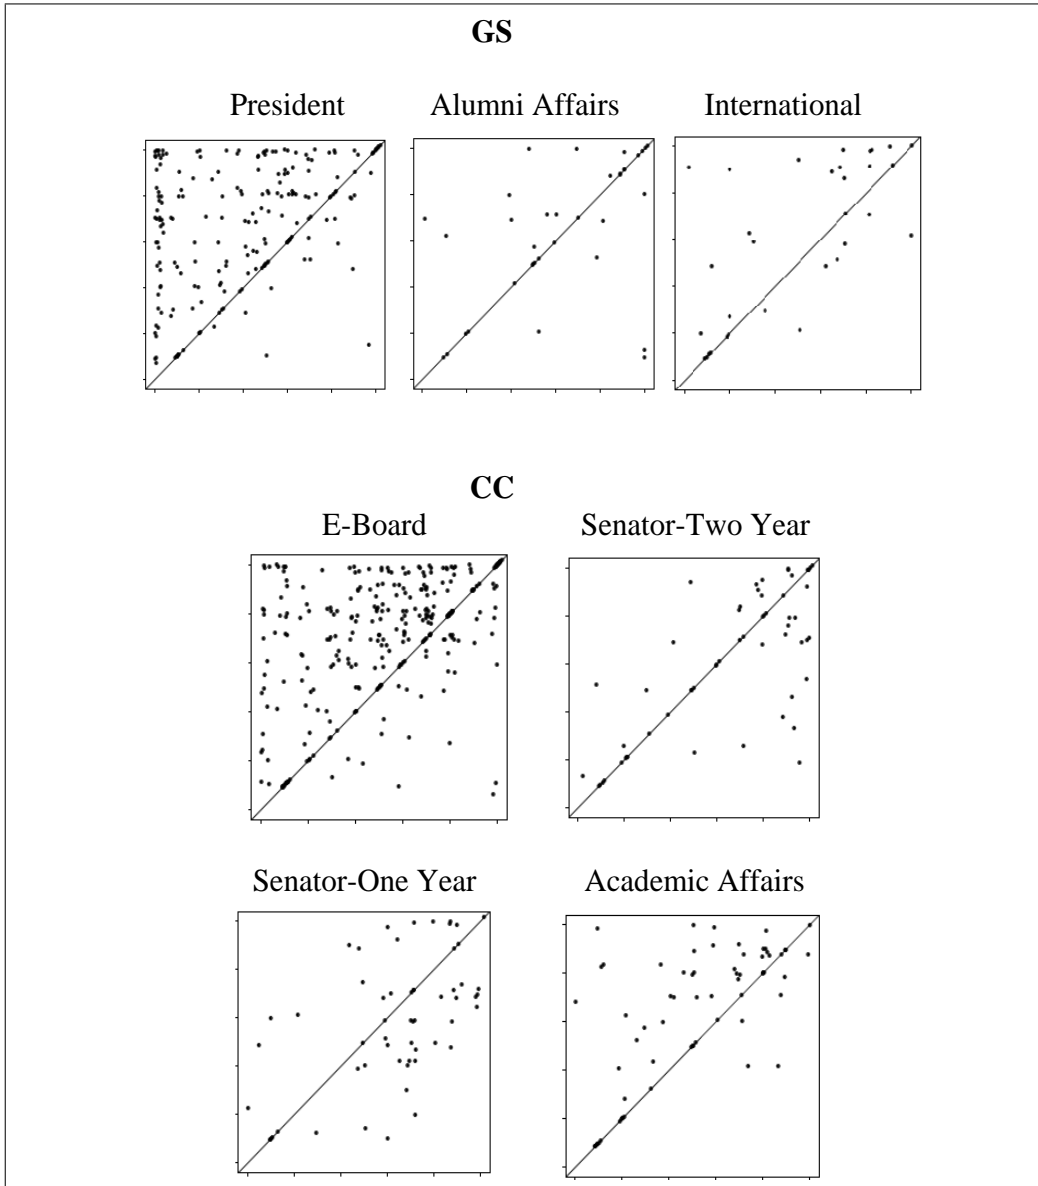 GS
President Alumni Affairs International
CC
E-Board Senator-Two Year
Senator-One Year Academic Affairs